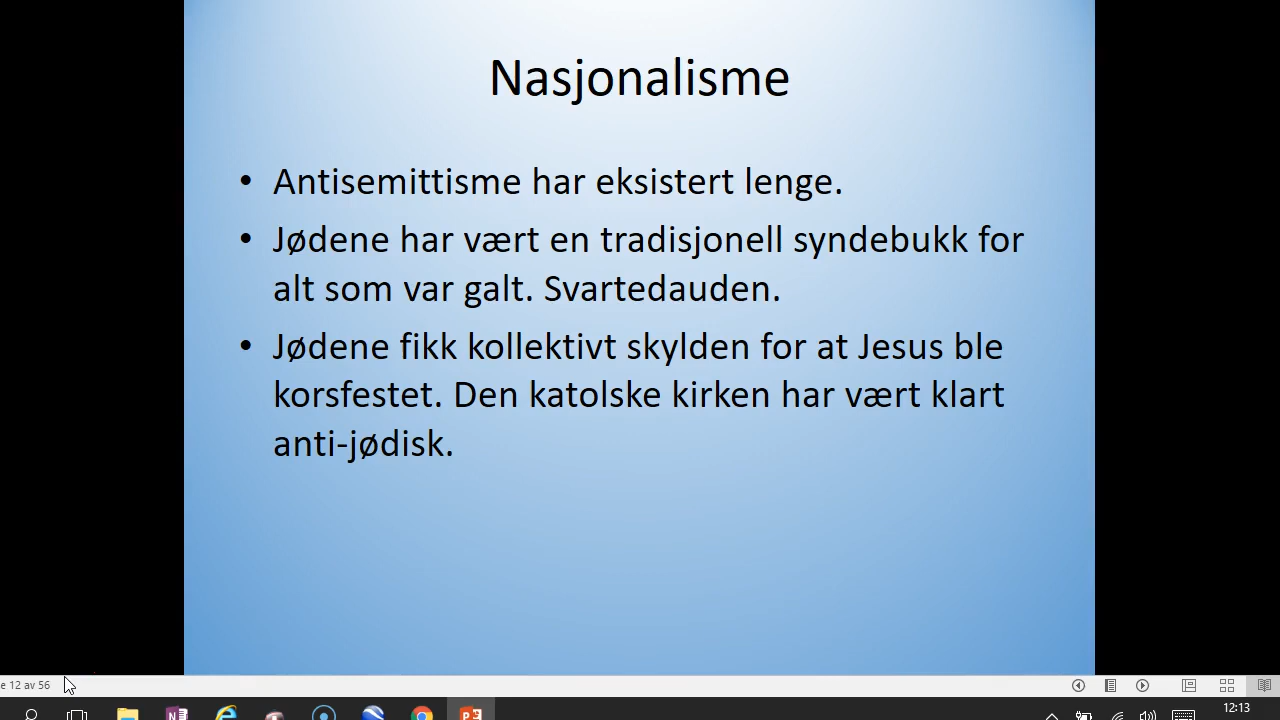 Nasjonalisme
• Antisemittisme har eksistert lenge.
• Jødene har vært en tradisjonell syndebukk for
alt som var galt. Svartedauden.
• Jødene fikk kollektivt skylden for at Jesus ble
korsfestet. Den katolske kirken har vært klart
anti-jødisk.
e 12 av 56
12:13